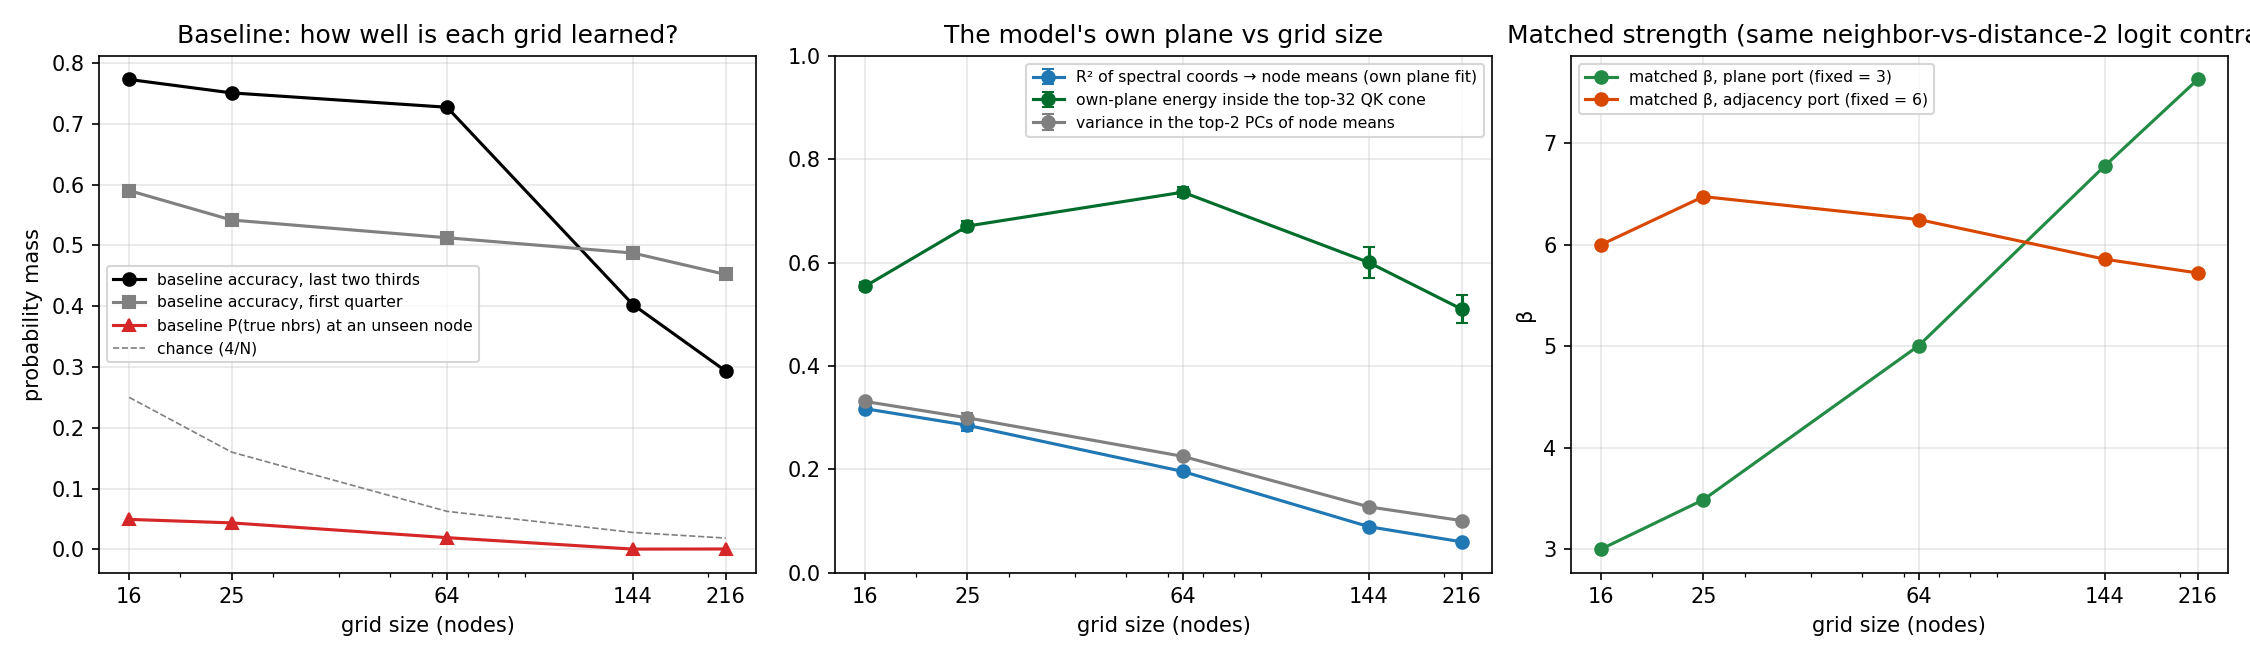 Baseline: how well is each grid learned?
probability mass
0.8
0.7
0.6
0.5
0.4
0.3
0.2
0.1
0.0
baseline accuracy, last two thirds
baseline accuracy, first quarter
baseline P(true nbrs) at an unseen node
chance (4/N)
16 25 64 144 216
grid size (nodes)
The model's own plane vs grid size
1.0
0.8
0.6
0.4
0.2
0.0
R² of spectral coords → node means (own plane fit)
own-plane energy inside the top-32 QK cone
variance in the top-2 PCs of node means
16 25 64 144 216
grid size (nodes)
Matched strength (same neighbor-vs-distance-2 logit contra
β
7
6
5
4
3
matched β, plane port (fixed = 3)
matched β, adjacency port (fixed = 6)
16 25 64 144 216
grid size (nodes)